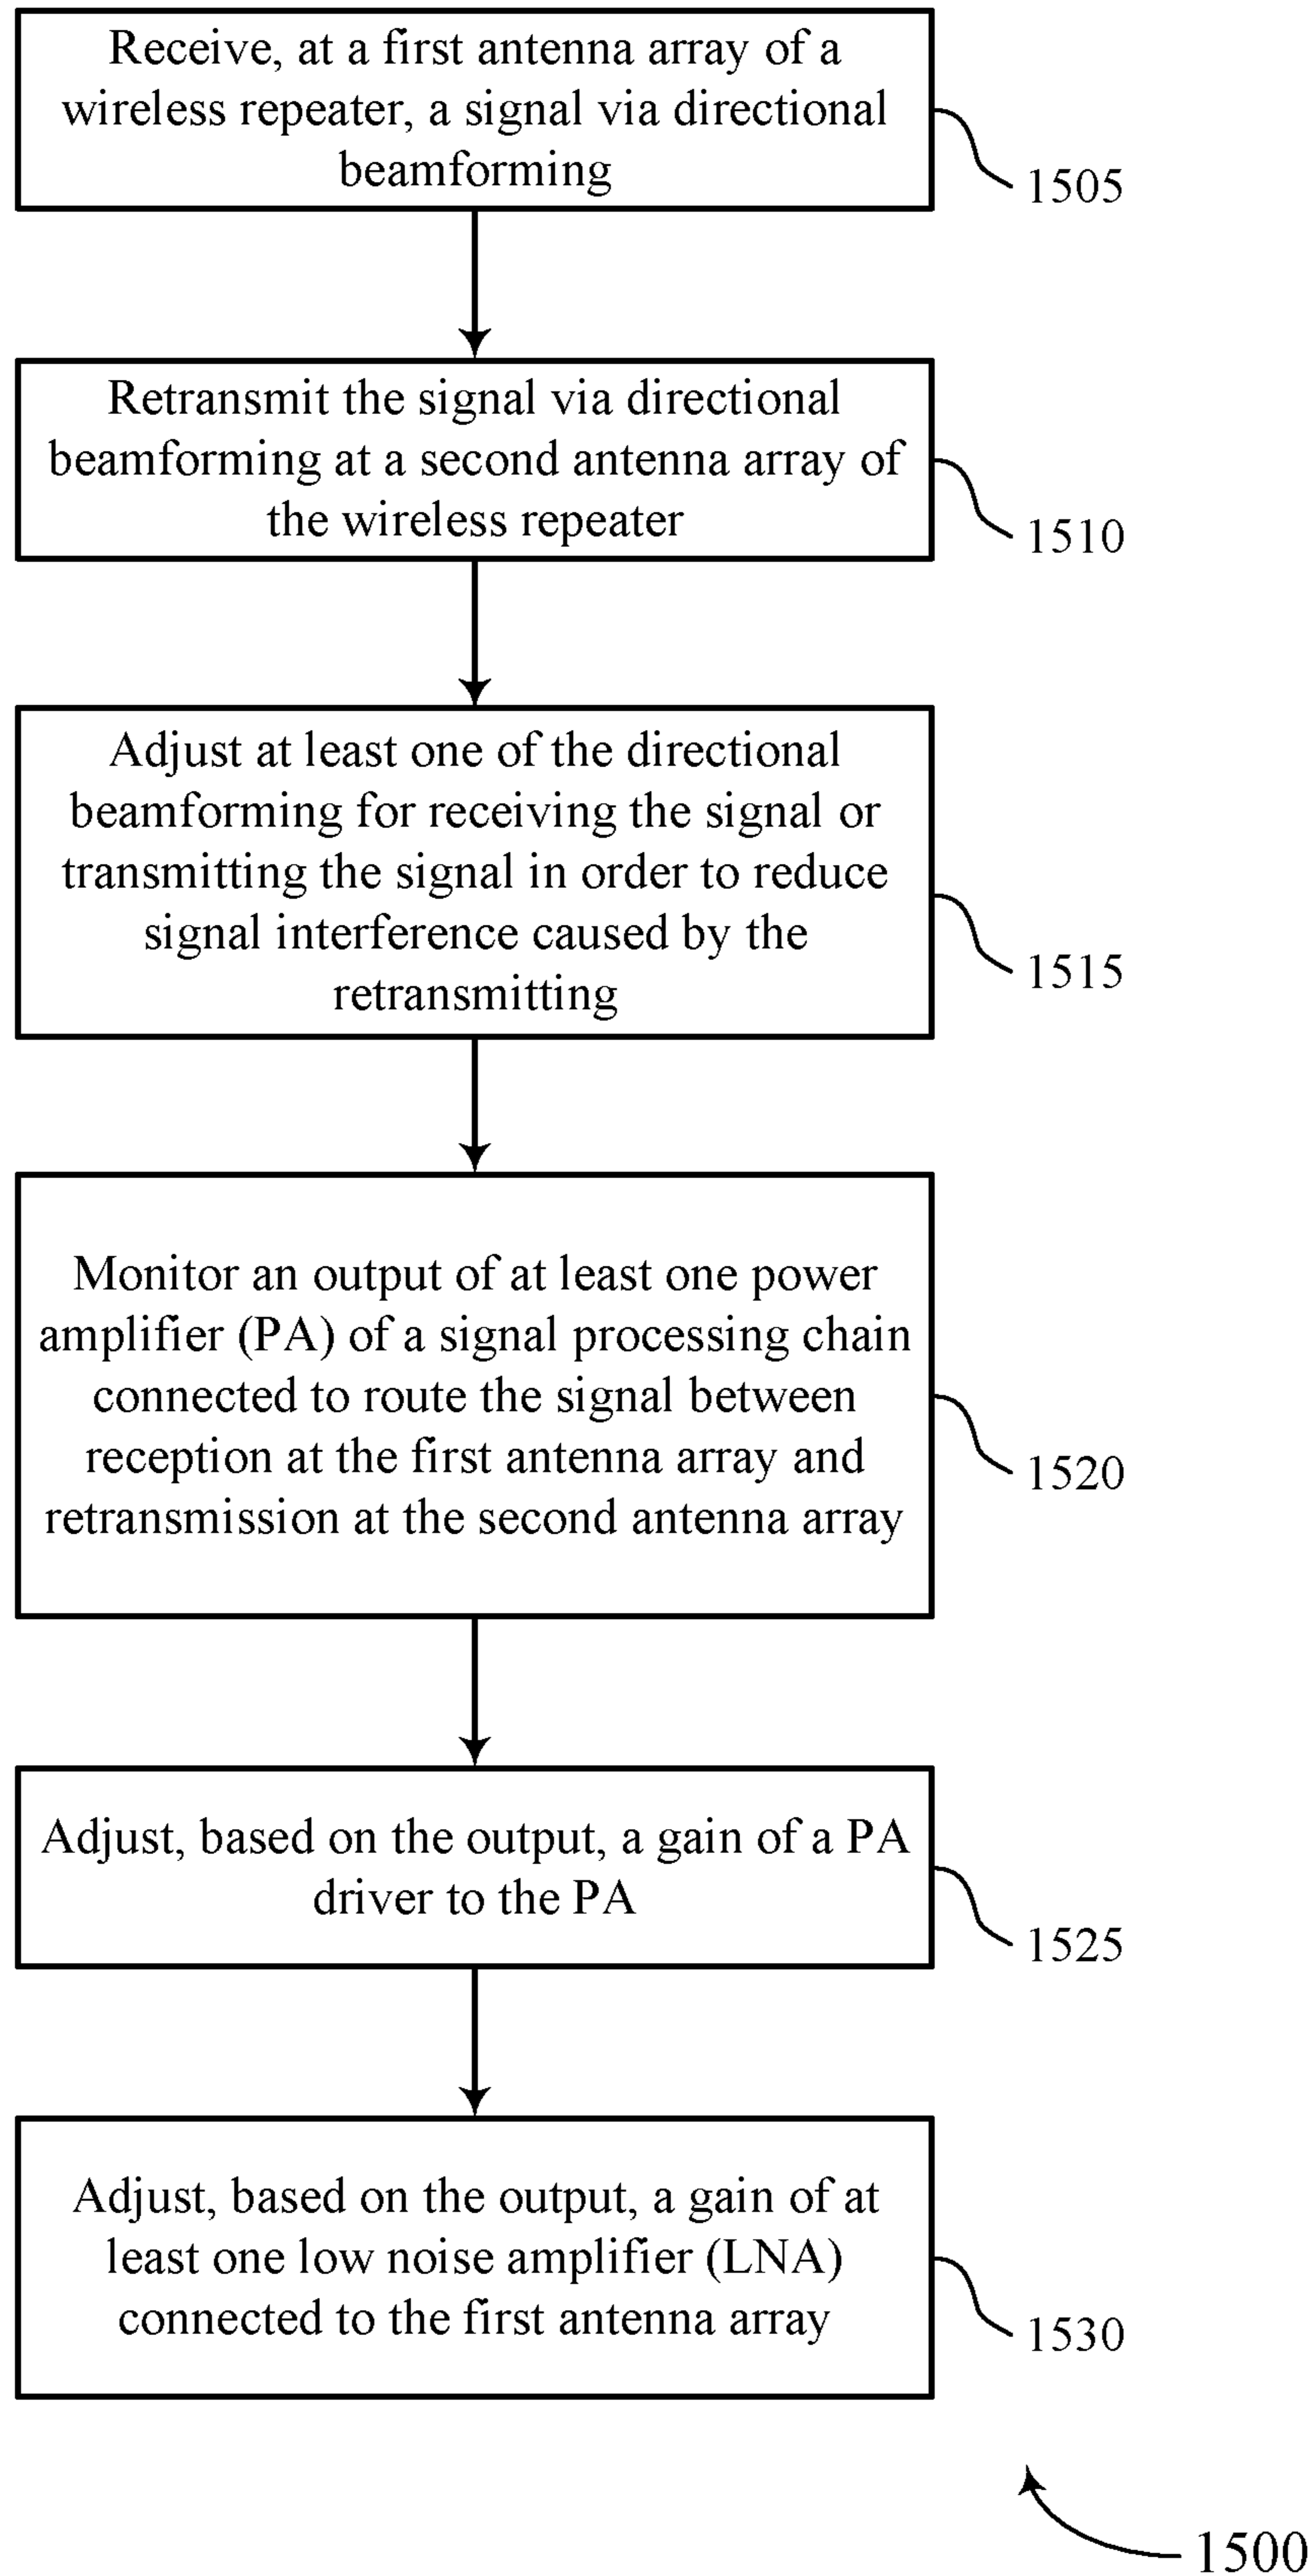 Receive, at a first antenna array of a
wireless repeater, a signal via directional
beamforming
1505
Retransmit the signal via directional
beamforming at a second antenna array of
the wireless repeater
1510
Adjust at least one of the directional
beamforming for receiving the signal or
transmitting the signal in order to reduce
signal interference caused by the
retransmitting
1515
Monitor an output of at least one power
amplifier (PA) of a signal processing chain
connected to route the signal between
reception at the first antenna array and
retransmission at the second antenna array
1520
Adjust, based on the output, a gain of a PA
driver to the PA
1525
Adjust, based on the output, a gain of at
least one low noise amplifier (LNA)
connected to the first antenna array
1530
1500